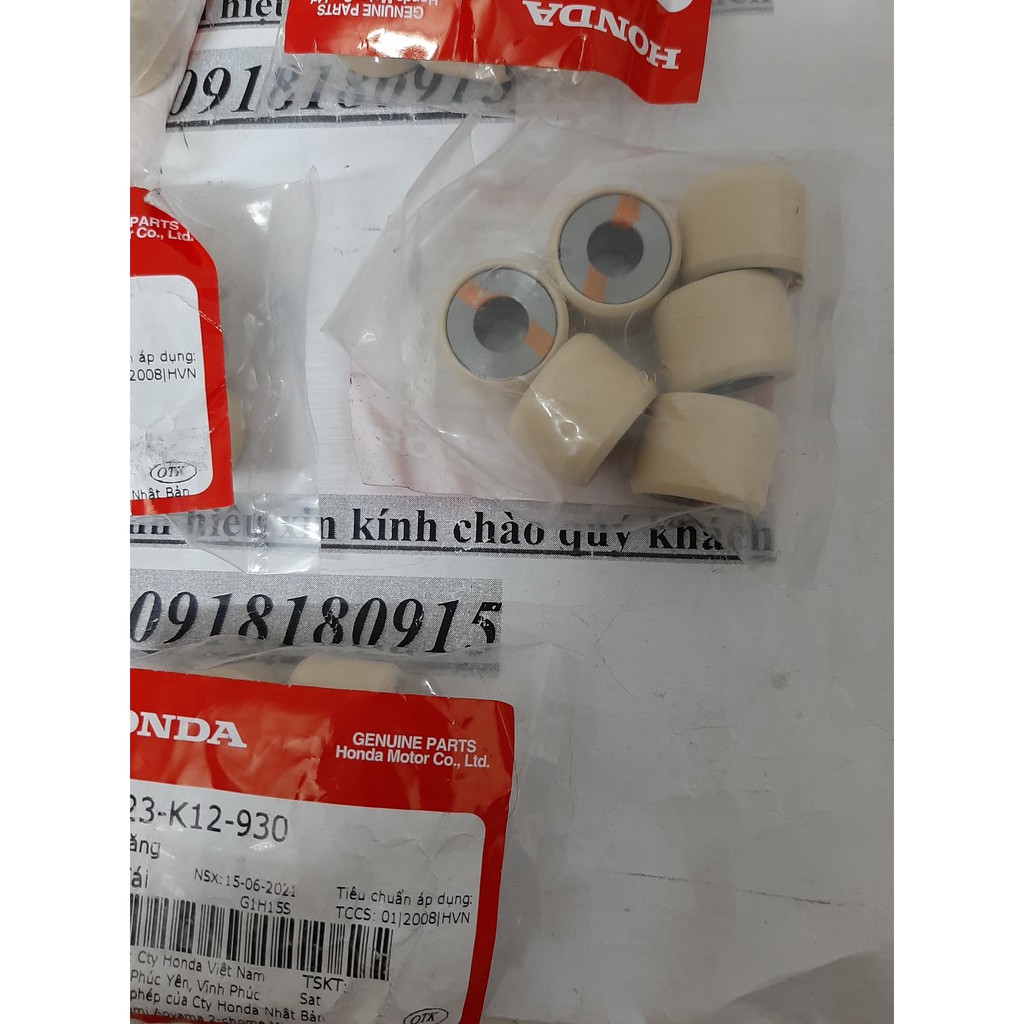 hiệu
GENUINE PARTS
HONDA
0918180915
PARTS
Co., Ltd.
áp dụng:
2008|HVN
OTK
Nhật Bản
hiệu xin kính chào quý khách
0918180915
HONDA
GENUINE PARTS
Honda Motor Co., Ltd.
23-K12-930
NSX: 15-06-2021
G1H15S
Tiêu chuẩn áp dụng:
TCCS: 01|2008|HVN
Cty Honda Việt Nam
Phúc Yên, Vĩnh Phúc
phép của Cty Honda Nhật Bản
TSKT:
Sat
OTK